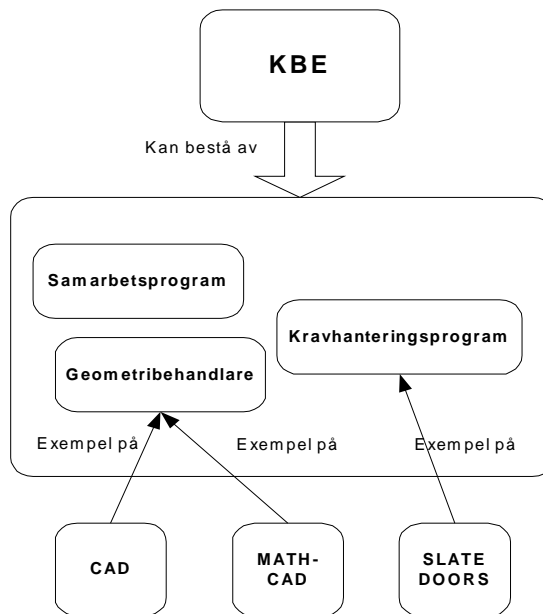 KBE
Kan bestå av
Samarbetsprogram
Kravhanteringsprogram
Geometribehandlare
Exempel på
Exempel på
Exempel på
CAD
MATH-
CAD
SLATE
DOORS